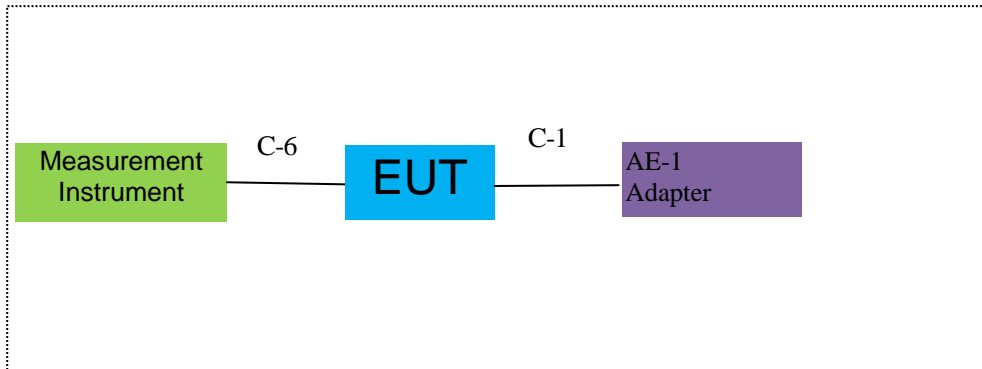 C-6
C-1
Measurement
Instrument
EUT
AE-1
Adapter